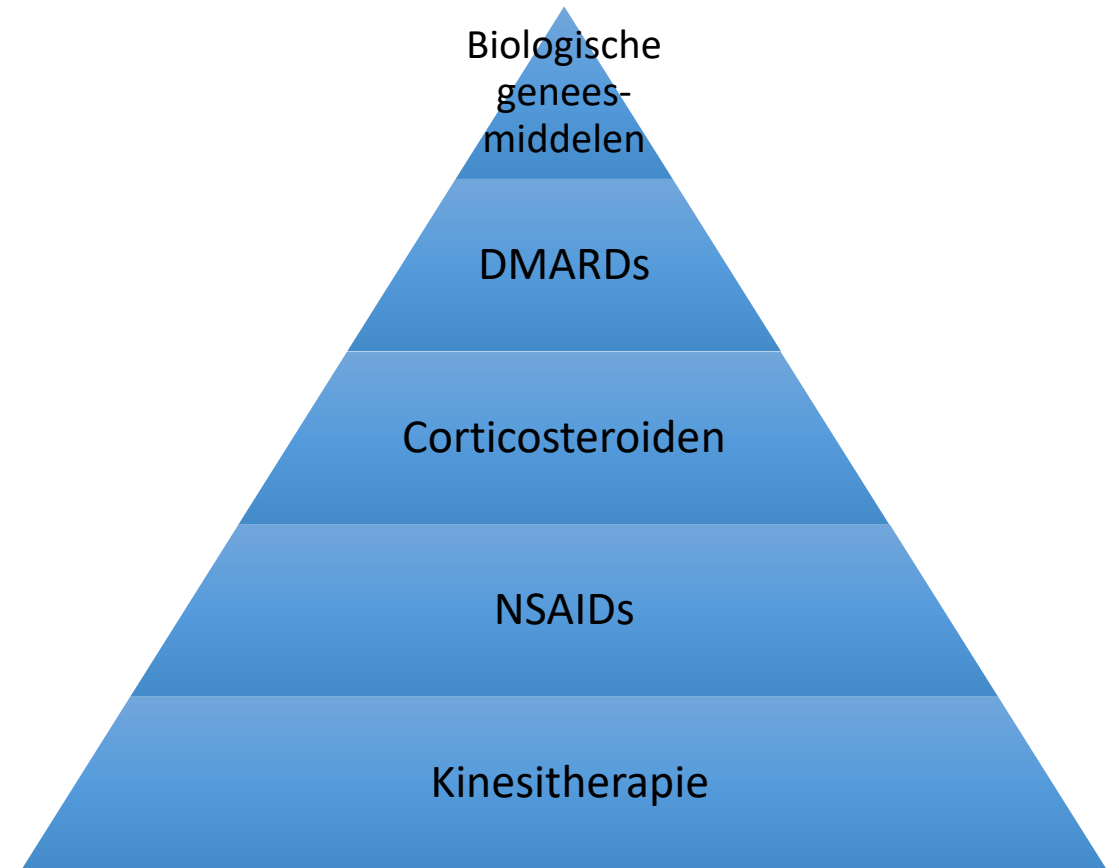 Biologische
genees-
middelen
DMARDs
Corticosteroiden
NSAIDs
Kinesitherapie